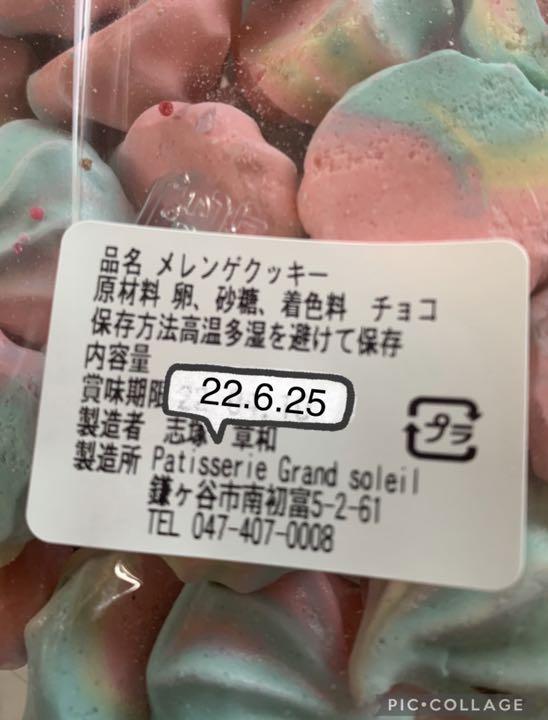 品名 メレンゲクッキー
原材料 卵、砂糖、着色料 チョコ
保存方法高温多湿を避けて保存
内容量
賞味期限 22.6.25
製造者 志塚 章和
製造所 Patisserie Grand soleil
鎌ヶ谷市南初富5-2-61
TEL 047-407-0008
プラ
PIC•COLLAGE